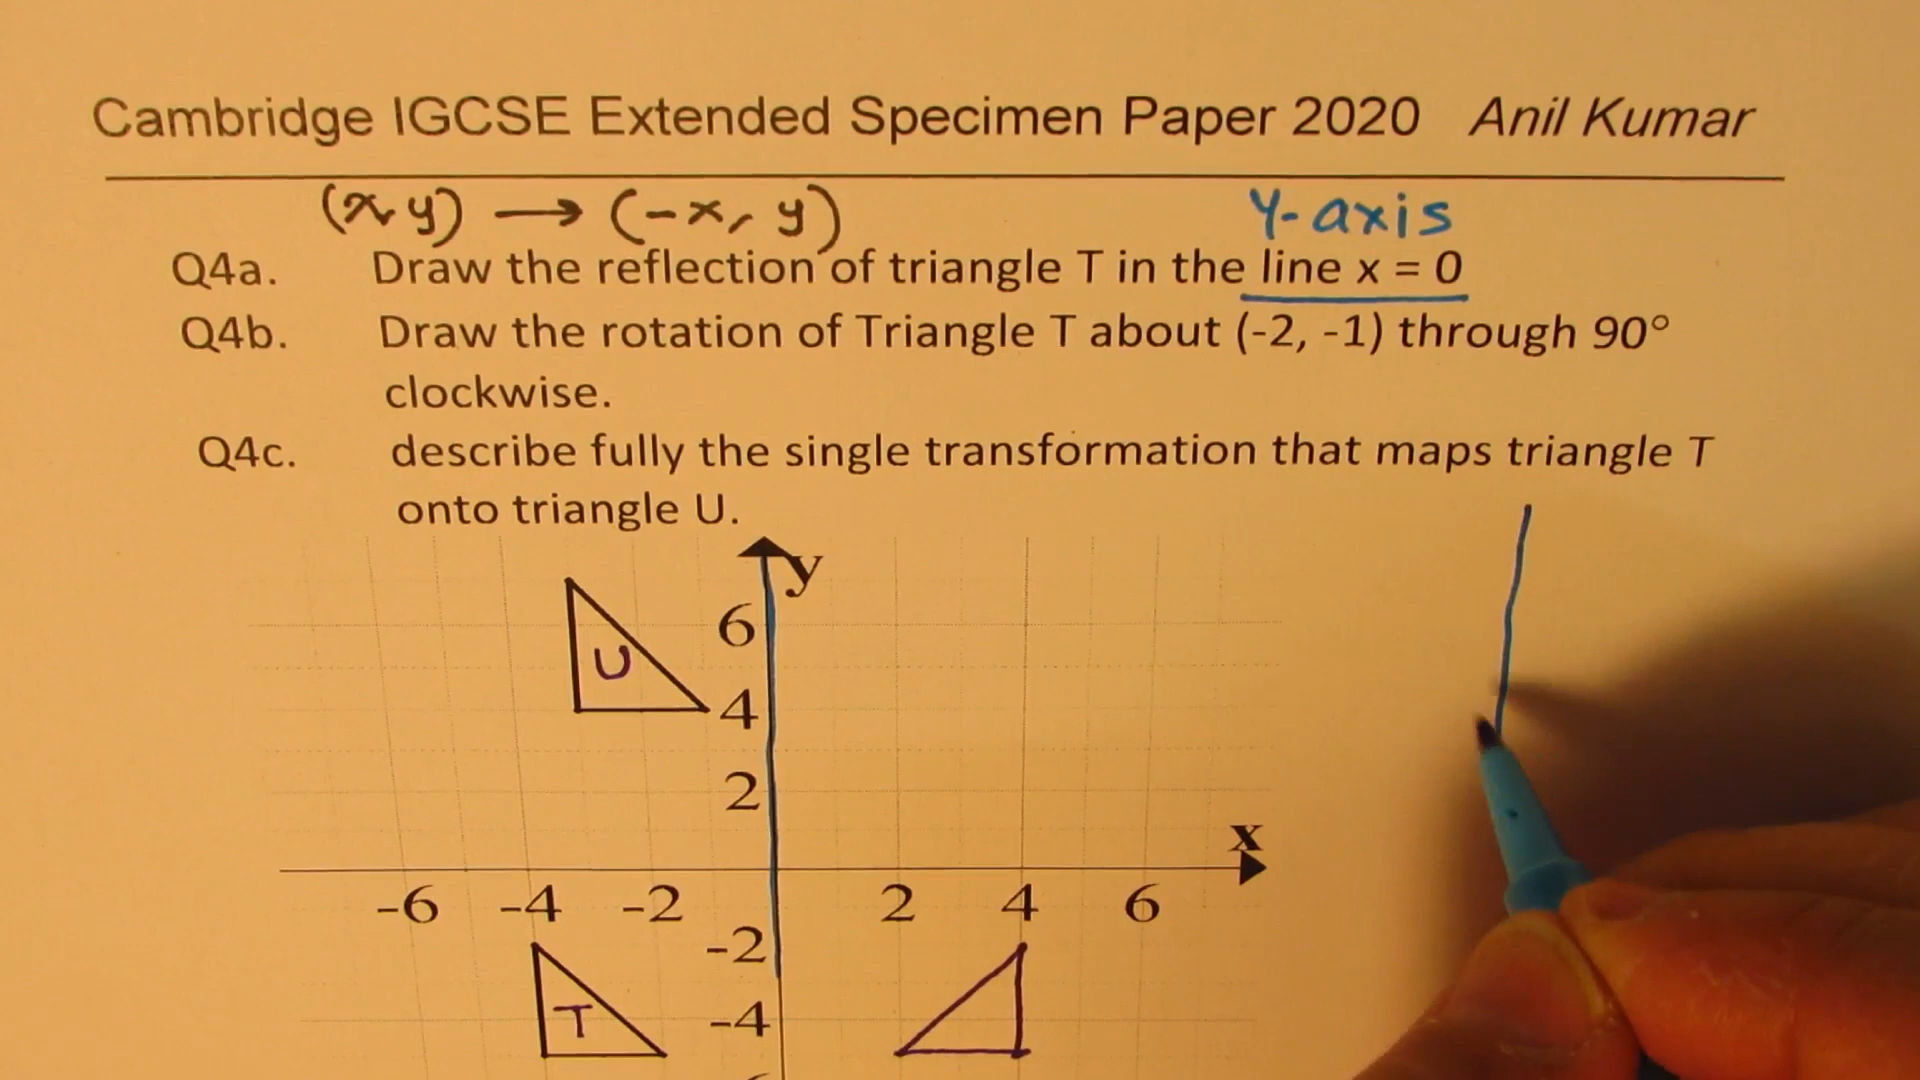 Cambridge IGCSE Extended Specimen Paper 2020 Anil Kumar
(x, y) → (-x, y) Y-axis
Q4a. Draw the reflection of triangle T in the line x = 0
Q4b. Draw the rotation of Triangle T about (-2, -1) through 90°
clockwise.
Q4c. describe fully the single transformation that maps triangle T
onto triangle U.
y
6
U
4
2
x
-6 -4 -2 2 4 6
-2
T -4